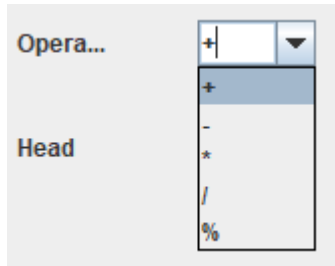 Opera... +
+
-
Head
*
/
%